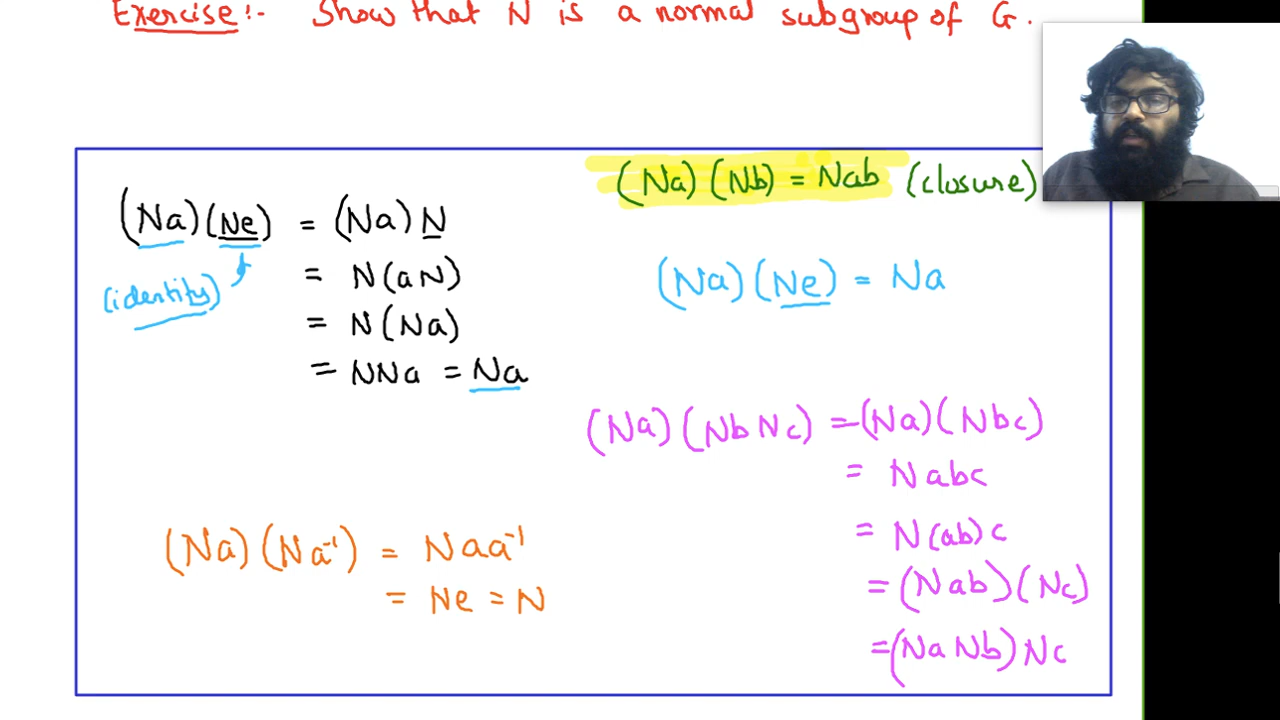 Exercise:- Show that N is a normal subgroup of G.
(Na)(Nb) = Nab (closure)
(Na)(Ne) = (Na)N
(identity)
= N(aN)
= N(Na)
= NNa = Na
(Na)(Ne) = Na
(Na)(NbNc) = (Na)(Nbc)
= Nabc
= N(ab)c
= (Nab)(Nc)
= (NaNb)Nc
(Na)(Na⁻¹) = Naa⁻¹
= Ne = N